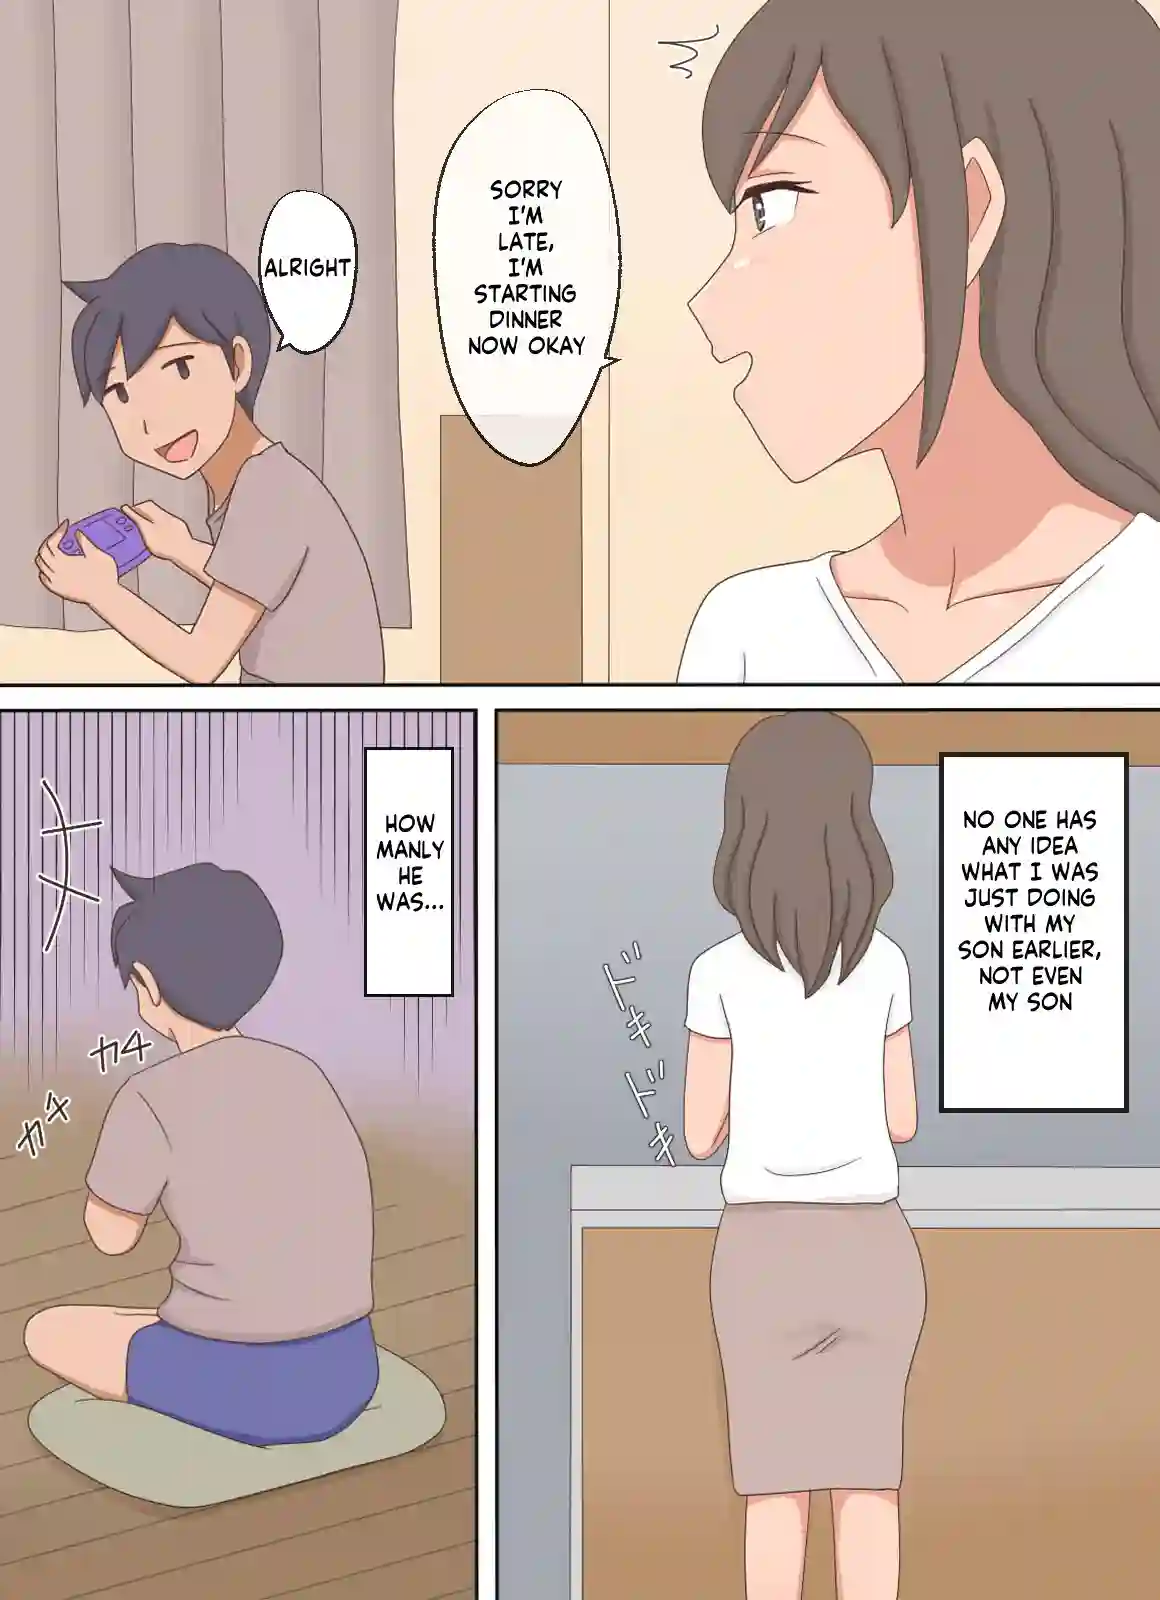 SORRY
I'M
LATE,
I'M
STARTING
DINNER
NOW OKAY
ALRIGHT
NO ONE HAS
ANY IDEA
WHAT I WAS
JUST DOING
WITH MY
SON EARLIER,
NOT EVEN
MY SON
ドキ
ドキ
HOW
MANLY
HE
WAS...
カチ
カチ